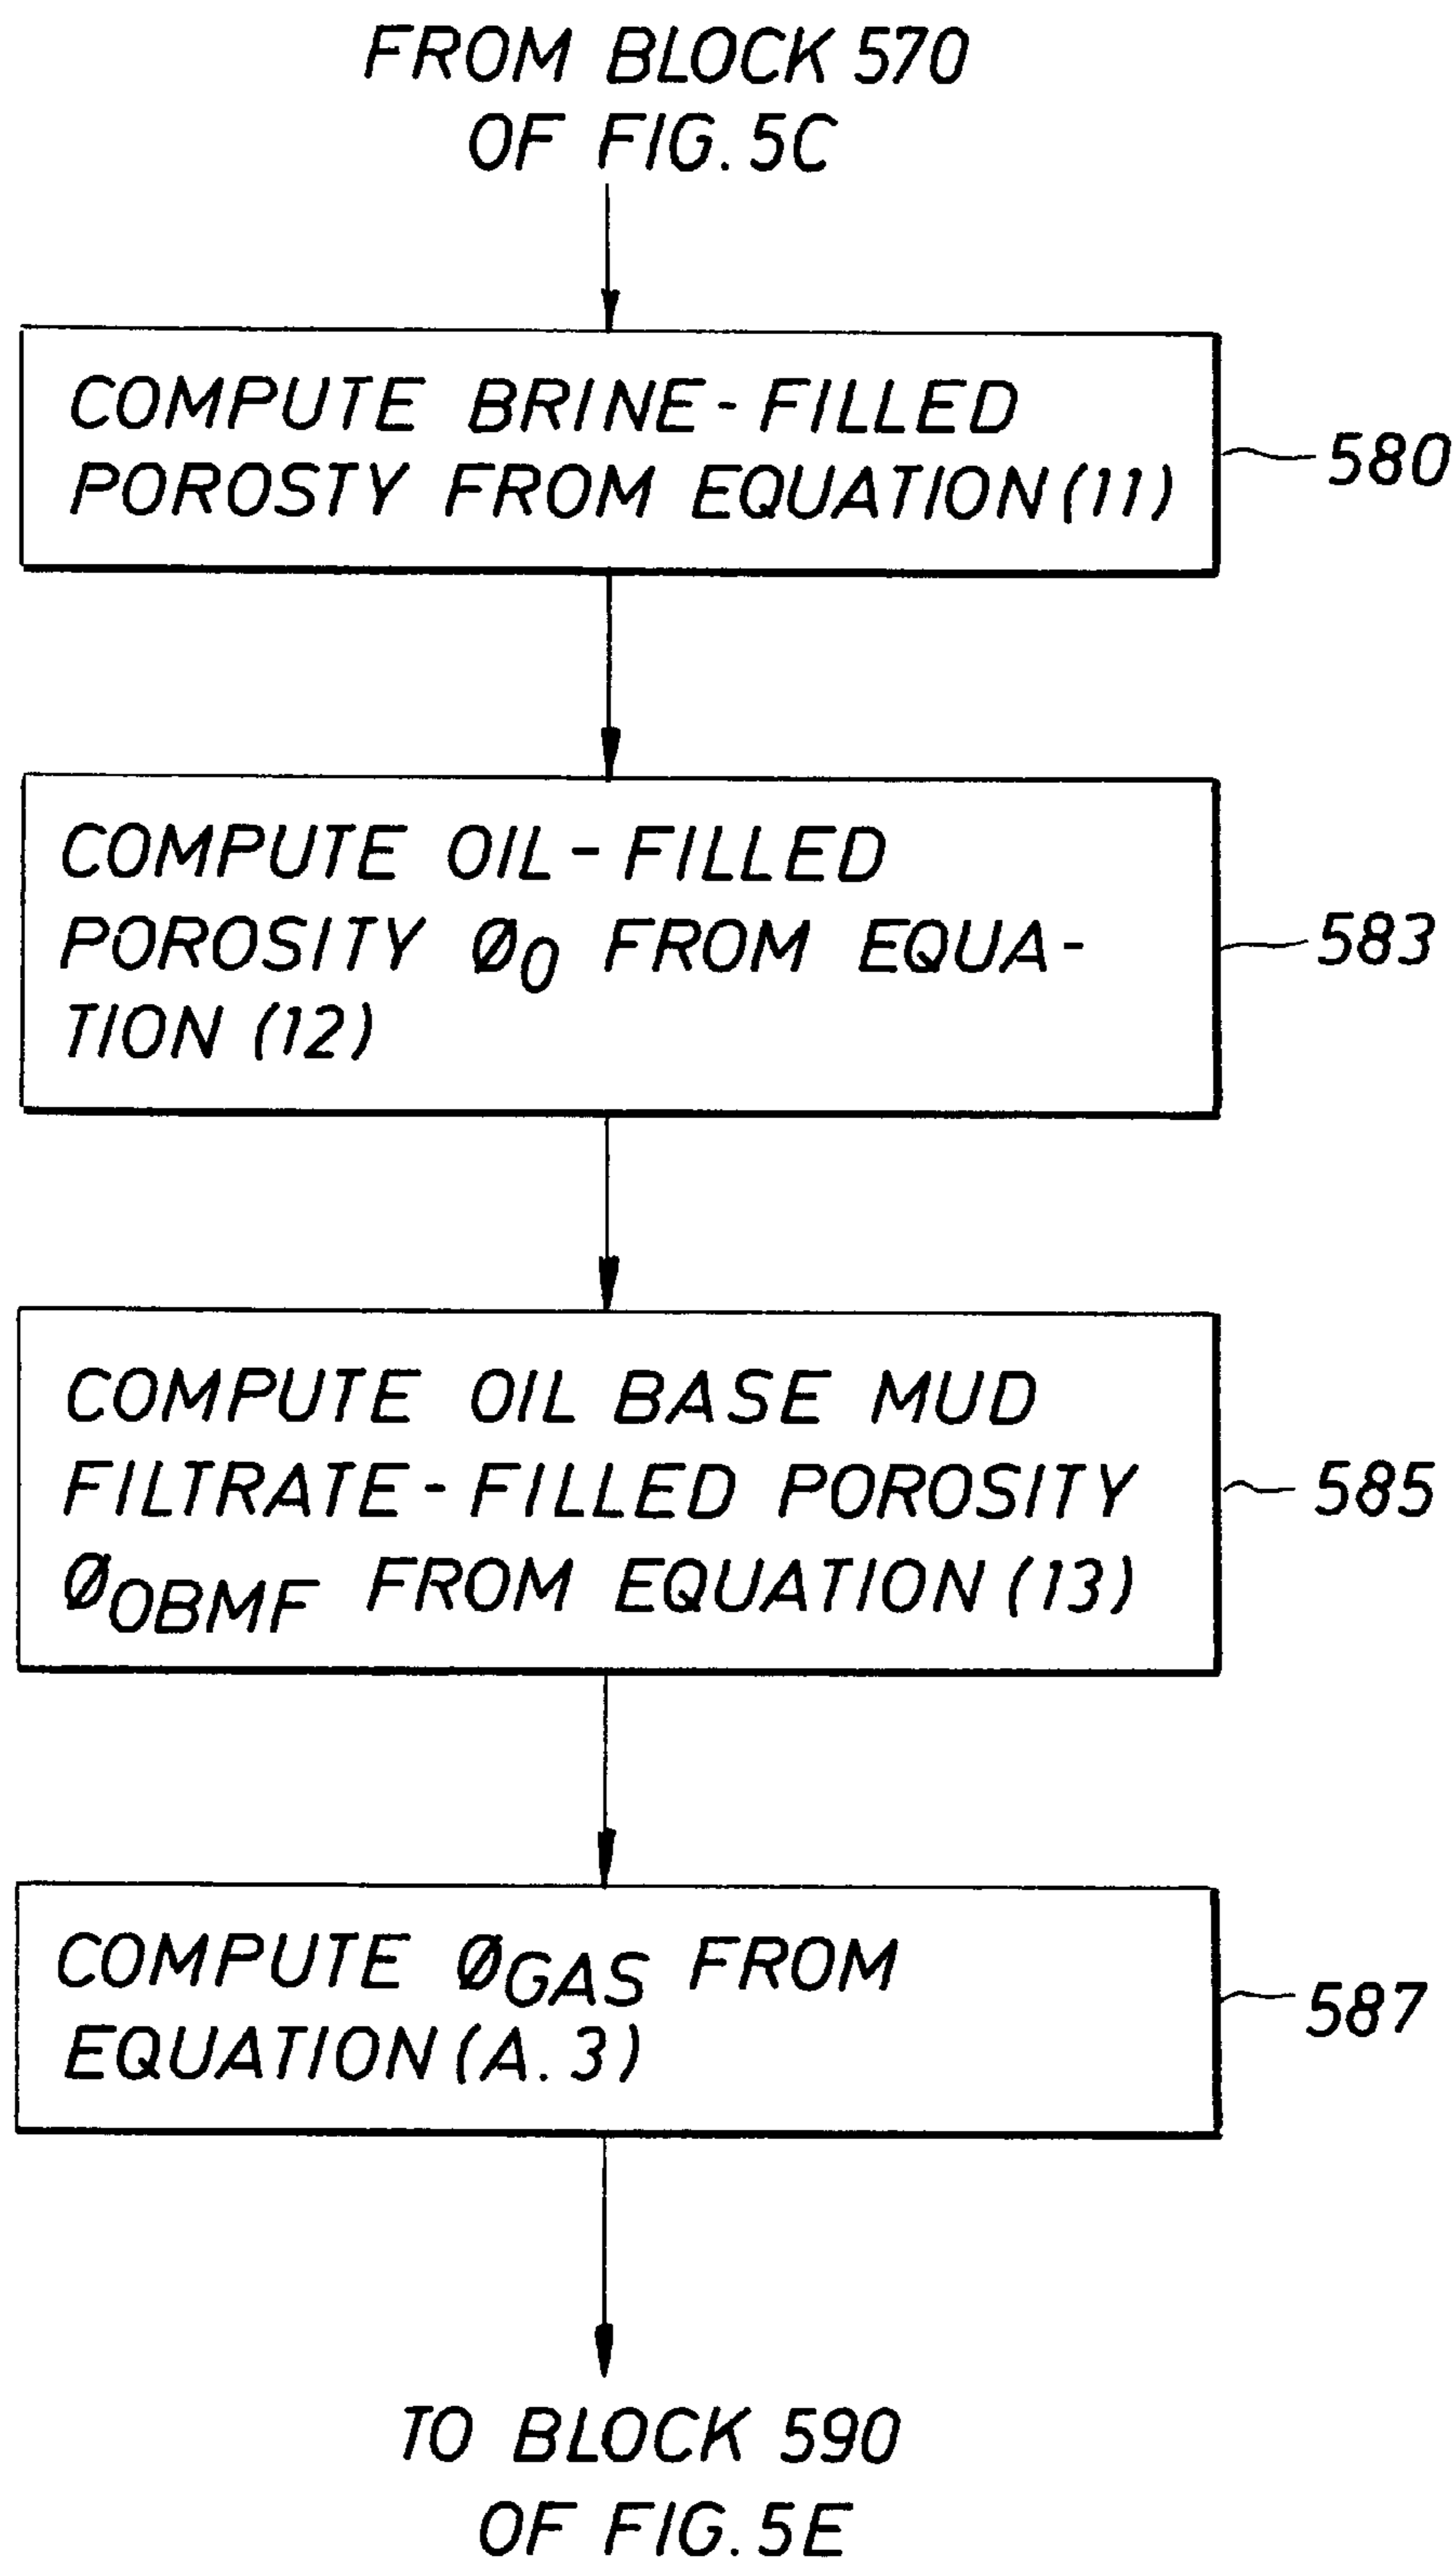 FROM BLOCK 570
OF FIG. 5C
COMPUTE BRINE-FILLED
POROSTY FROM EQUATION (11)
580
COMPUTE OIL-FILLED
POROSITY ØO FROM EQUA-
TION (12)
583
COMPUTE OIL BASE MUD
FILTRATE-FILLED POROSITY
ØOBMF FROM EQUATION (13)
585
COMPUTE ØGAS FROM
EQUATION (A.3)
587
TO BLOCK 590
OF FIG. 5E